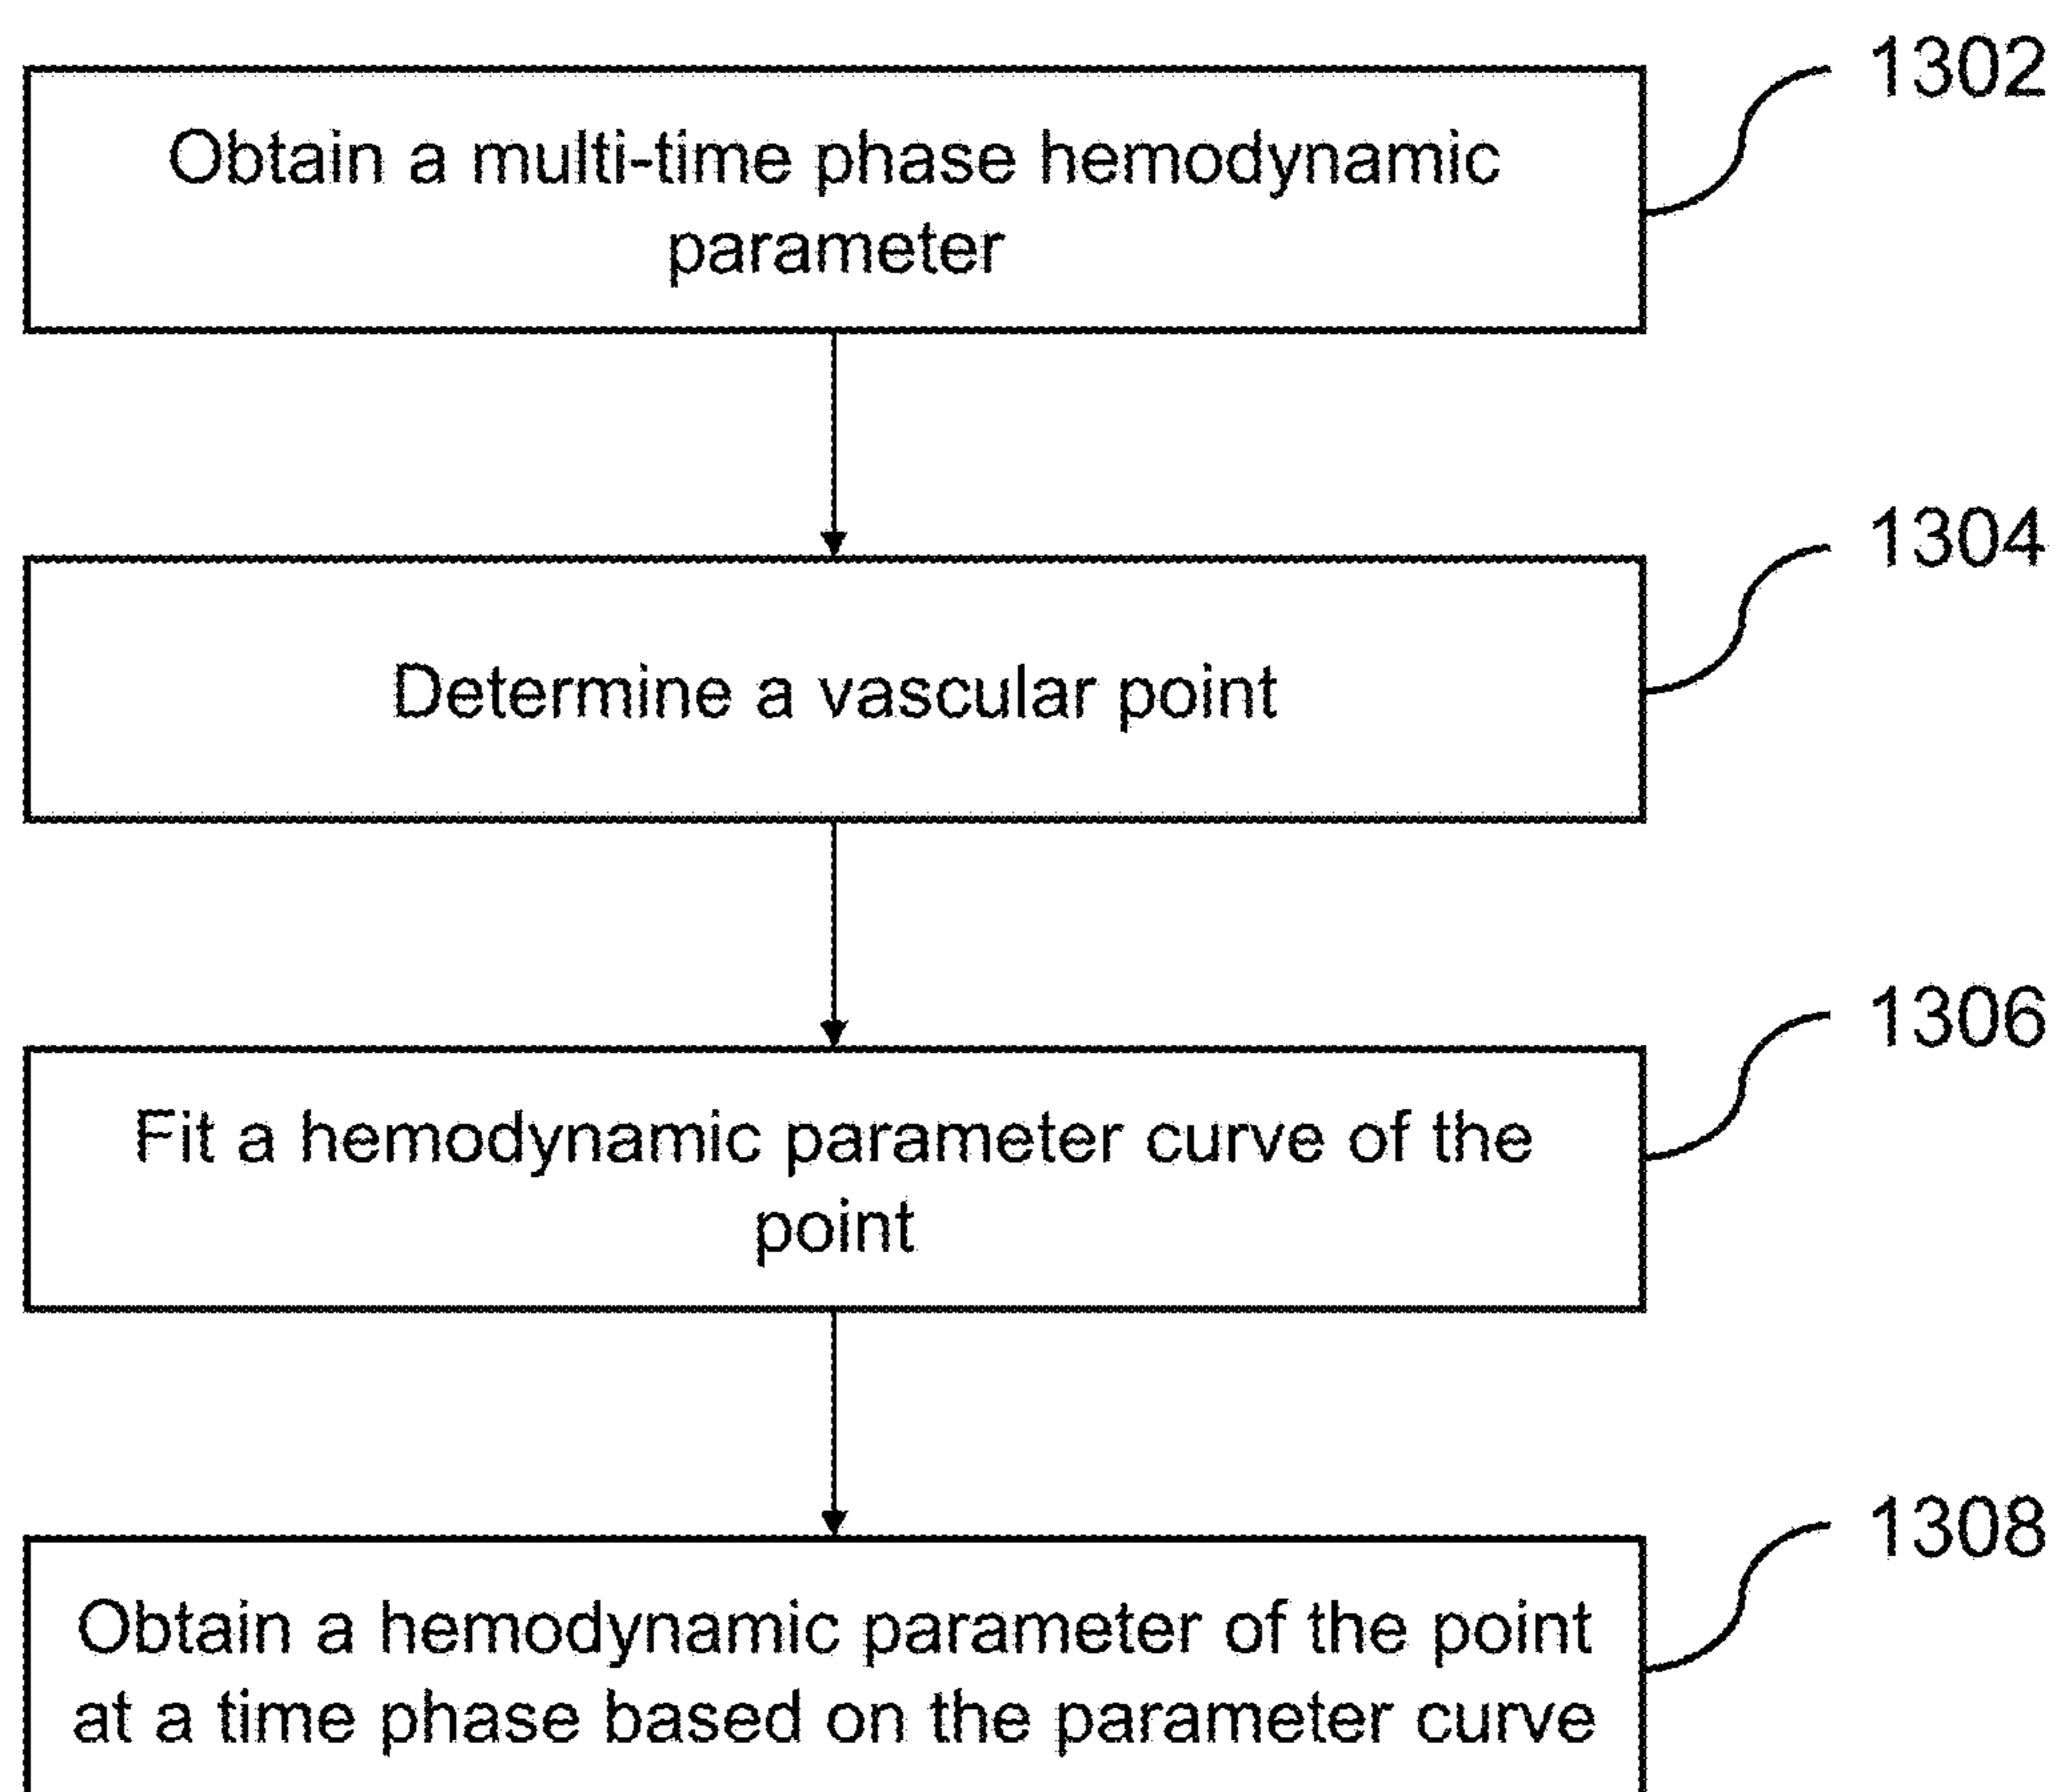 1302
Obtain a multi-time phase hemodynamic
parameter
1304
Determine a vascular point
1306
Fit a hemodynamic parameter curve of the
point
1308
Obtain a hemodynamic parameter of the point
at a time phase based on the parameter curve